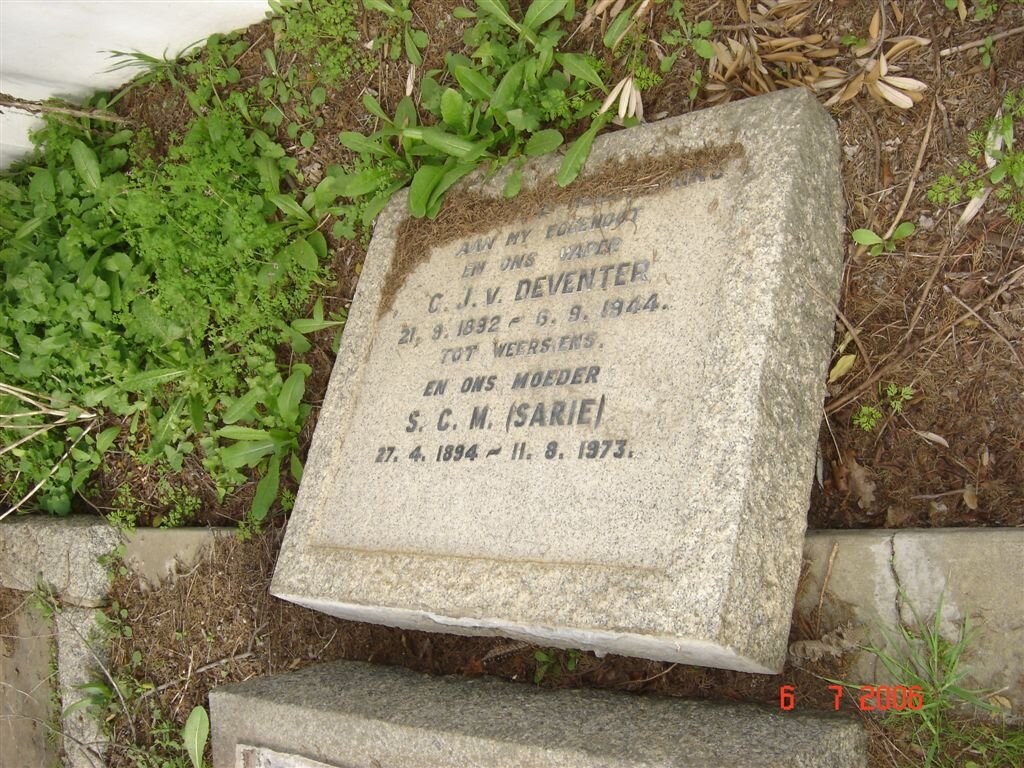 AAN MY EGGENOOT
EN ONS VADER
C. J. v. DEVENTER
21. 9. 1892 ~ 6. 9. 1944.
TOT WEERSIENS.
EN ONS MOEDER
S. C. M. (SARIE)
27. 4. 1894 ~ 11. 8. 1973.
6 7 2006